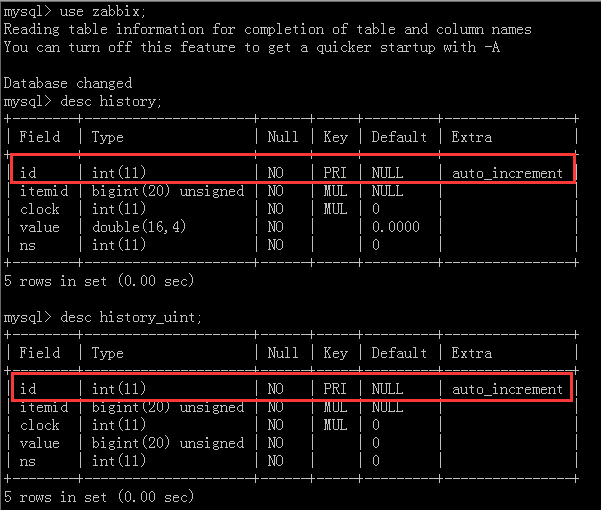 mysql> use zabbix;
Reading table information for completion of table and column names
You can turn off this feature to get a quicker startup with -A
Database changed
mysql> desc history;
+--------+---------------------+------+-----+---------+----------------+
| Field | Type | Null | Key | Default | Extra |
+--------+---------------------+------+-----+---------+----------------+
| id | int(11) | NO | PRI | NULL | auto_increment |
| itemid | bigint(20) unsigned | NO | MUL | NULL | |
| clock | int(11) | NO | MUL | 0 | |
| value | double(16,4) | NO | | 0.0000 | |
| ns | int(11) | NO | | 0 | |
+--------+---------------------+------+-----+---------+----------------+
5 rows in set (0.00 sec)
mysql> desc history_uint;
+--------+---------------------+------+-----+---------+----------------+
| Field | Type | Null | Key | Default | Extra |
+--------+---------------------+------+-----+---------+----------------+
| id | int(11) | NO | PRI | NULL | auto_increment |
| itemid | bigint(20) unsigned | NO | MUL | NULL | |
| clock | int(11) | NO | MUL | 0 | |
| value | bigint(20) unsigned | NO | | 0 | |
| ns | int(11) | NO | | 0 | |
+--------+---------------------+------+-----+---------+----------------+
5 rows in set (0.00 sec)